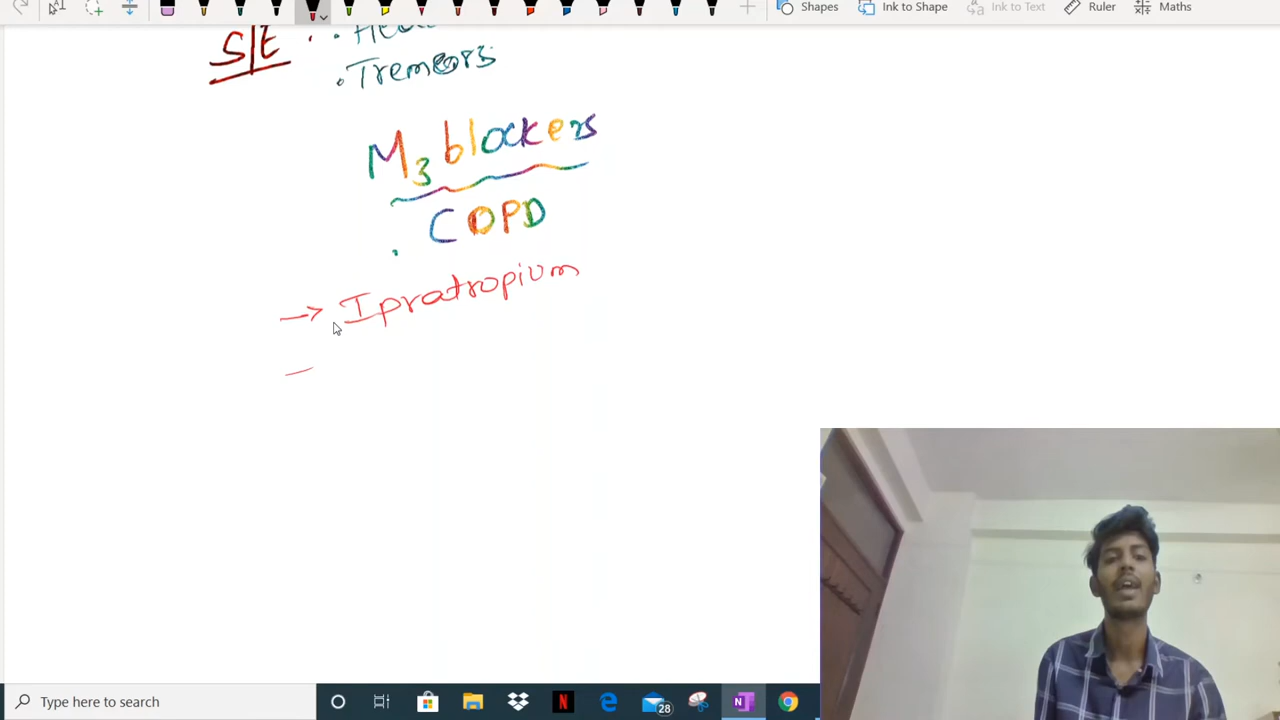 Shapes Ink to Shape Ink to Text Ruler Maths
S/E
. Tremors
M3 blockers
. COPD
→ Ipratropium
Type here to search
28